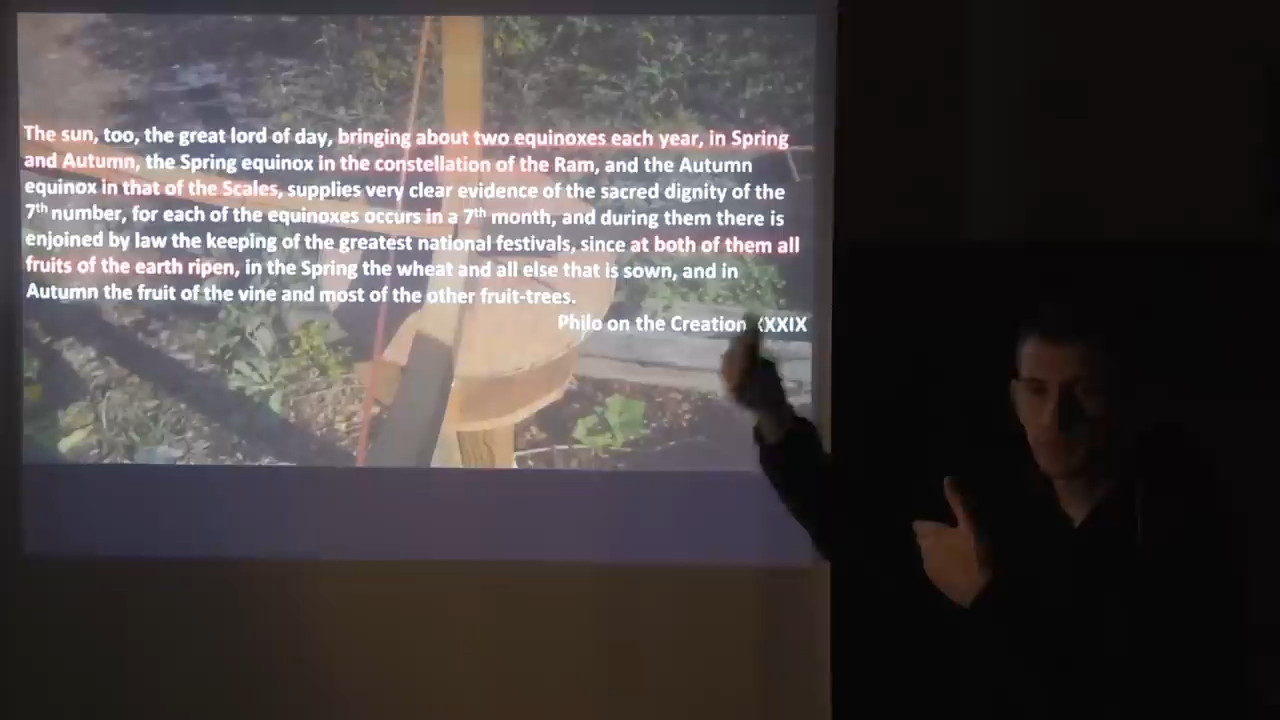 The sun, too, the great lord of day, bringing about two equinoxes each year, in Spring
and Autumn, the Spring equinox in the constellation of the Ram, and the Autumn
equinox in that of the Scales, supplies very clear evidence of the sacred dignity of the
7th number, for each of the equinoxes occurs in a 7th month, and during them there is
enjoined by law the keeping of the greatest national festivals, since at both of them all
fruits of the earth ripen, in the Spring the wheat and all else that is sown, and in
Autumn the fruit of the vine and most of the other fruit-trees.
Philo on the Creation